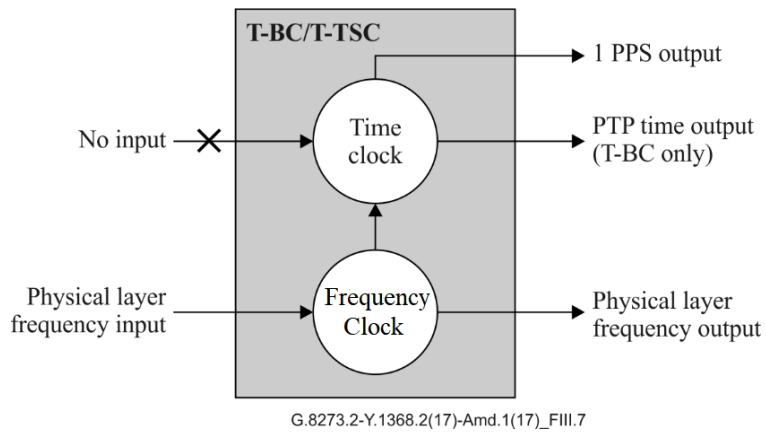 T-BC/T-TSC
1 PPS output
Time
clock
No input
PTP time output
(T-BC only)
Frequency
Clock
Physical layer
frequency input
Physical layer
frequency output
G.8273.2-Y.1368.2(17)-Amd.1(17)_FIII.7